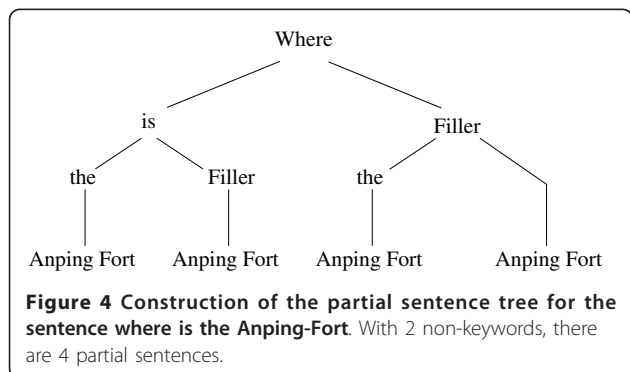 Where
is Filler
the Filler the
Anping Fort Anping Fort Anping Fort Anping Fort
Figure 4 Construction of the partial sentence tree for the
sentence where is the Anping-Fort. With 2 non-keywords, there
are 4 partial sentences.